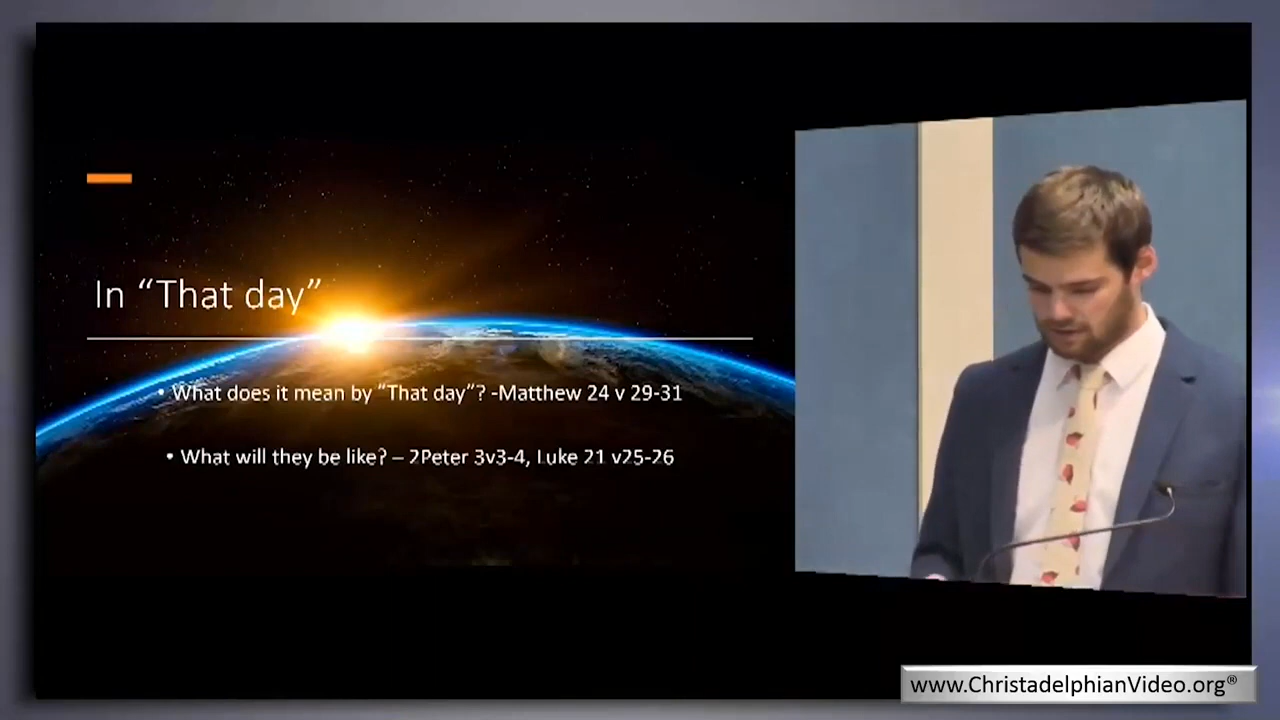 In “That day”
• What does it mean by “That day”? -Matthew 24 v 29-31
• What will they be like? – 2Peter 3v3-4, Luke 21 v25-26
www.ChristadelphianVideo.org®